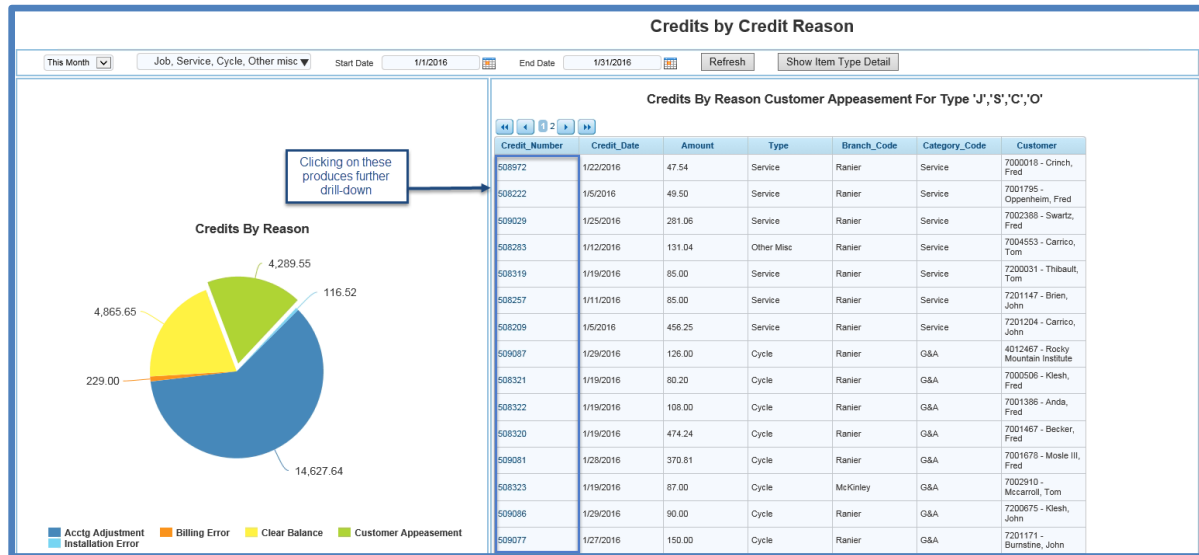 Credits by Credit Reason
This Month Job, Service, Cycle, Other misc Start Date 1/1/2016 End Date 1/31/2016 Refresh Show Item Type Detail
Credits By Reason Customer Appeasement For Type 'J','S','C','O'
1 2
Clicking on these
produces further
drill-down
Credits By Reason
4,289.55
116.52
4,865.65
229.00
14,627.64
Acctg Adjustment Billing Error Clear Balance Customer Appeasement
Installation Error
Credit_Number Credit_Date Amount Type Branch_Code Category_Code Customer
508972 1/22/2016 47.54 Service Ranier Service 7000018 - Crinch,
Fred
508222 1/5/2016 49.50 Service Ranier Service 7001795 -
Oppenheim, Fred
509029 1/25/2016 281.06 Service Ranier Service 7002388 - Swartz,
Fred
508283 1/12/2016 131.04 Other Misc Ranier Service 7004553 - Carrico,
Tom
508319 1/19/2016 85.00 Service Ranier Service 7200031 - Thibault,
Tom
508257 1/11/2016 85.00 Service Ranier Service 7201147 - Brien,
John
508209 1/5/2016 456.25 Service Ranier Service 7201204 - Carrico,
John
509087 1/29/2016 126.00 Cycle Ranier G&A 4012467 - Rocky
Mountain Institute
508321 1/19/2016 80.20 Cycle Ranier G&A 7000506 - Klesh,
Fred
508322 1/19/2016 108.00 Cycle Ranier G&A 7001386 - Anda,
Fred
508320 1/19/2016 474.24 Cycle Ranier G&A 7001467 - Becker,
Fred
509081 1/28/2016 370.81 Cycle Ranier G&A 7001678 - Mosle III,
Fred
508323 1/19/2016 87.00 Cycle McKinley G&A 7002910 -
Mccarroll, Tom
509086 1/29/2016 90.00 Cycle Ranier G&A 7200675 - Klesh,
John
509077 1/27/2016 150.00 Cycle Ranier G&A 7201171 -
Burnstine, John